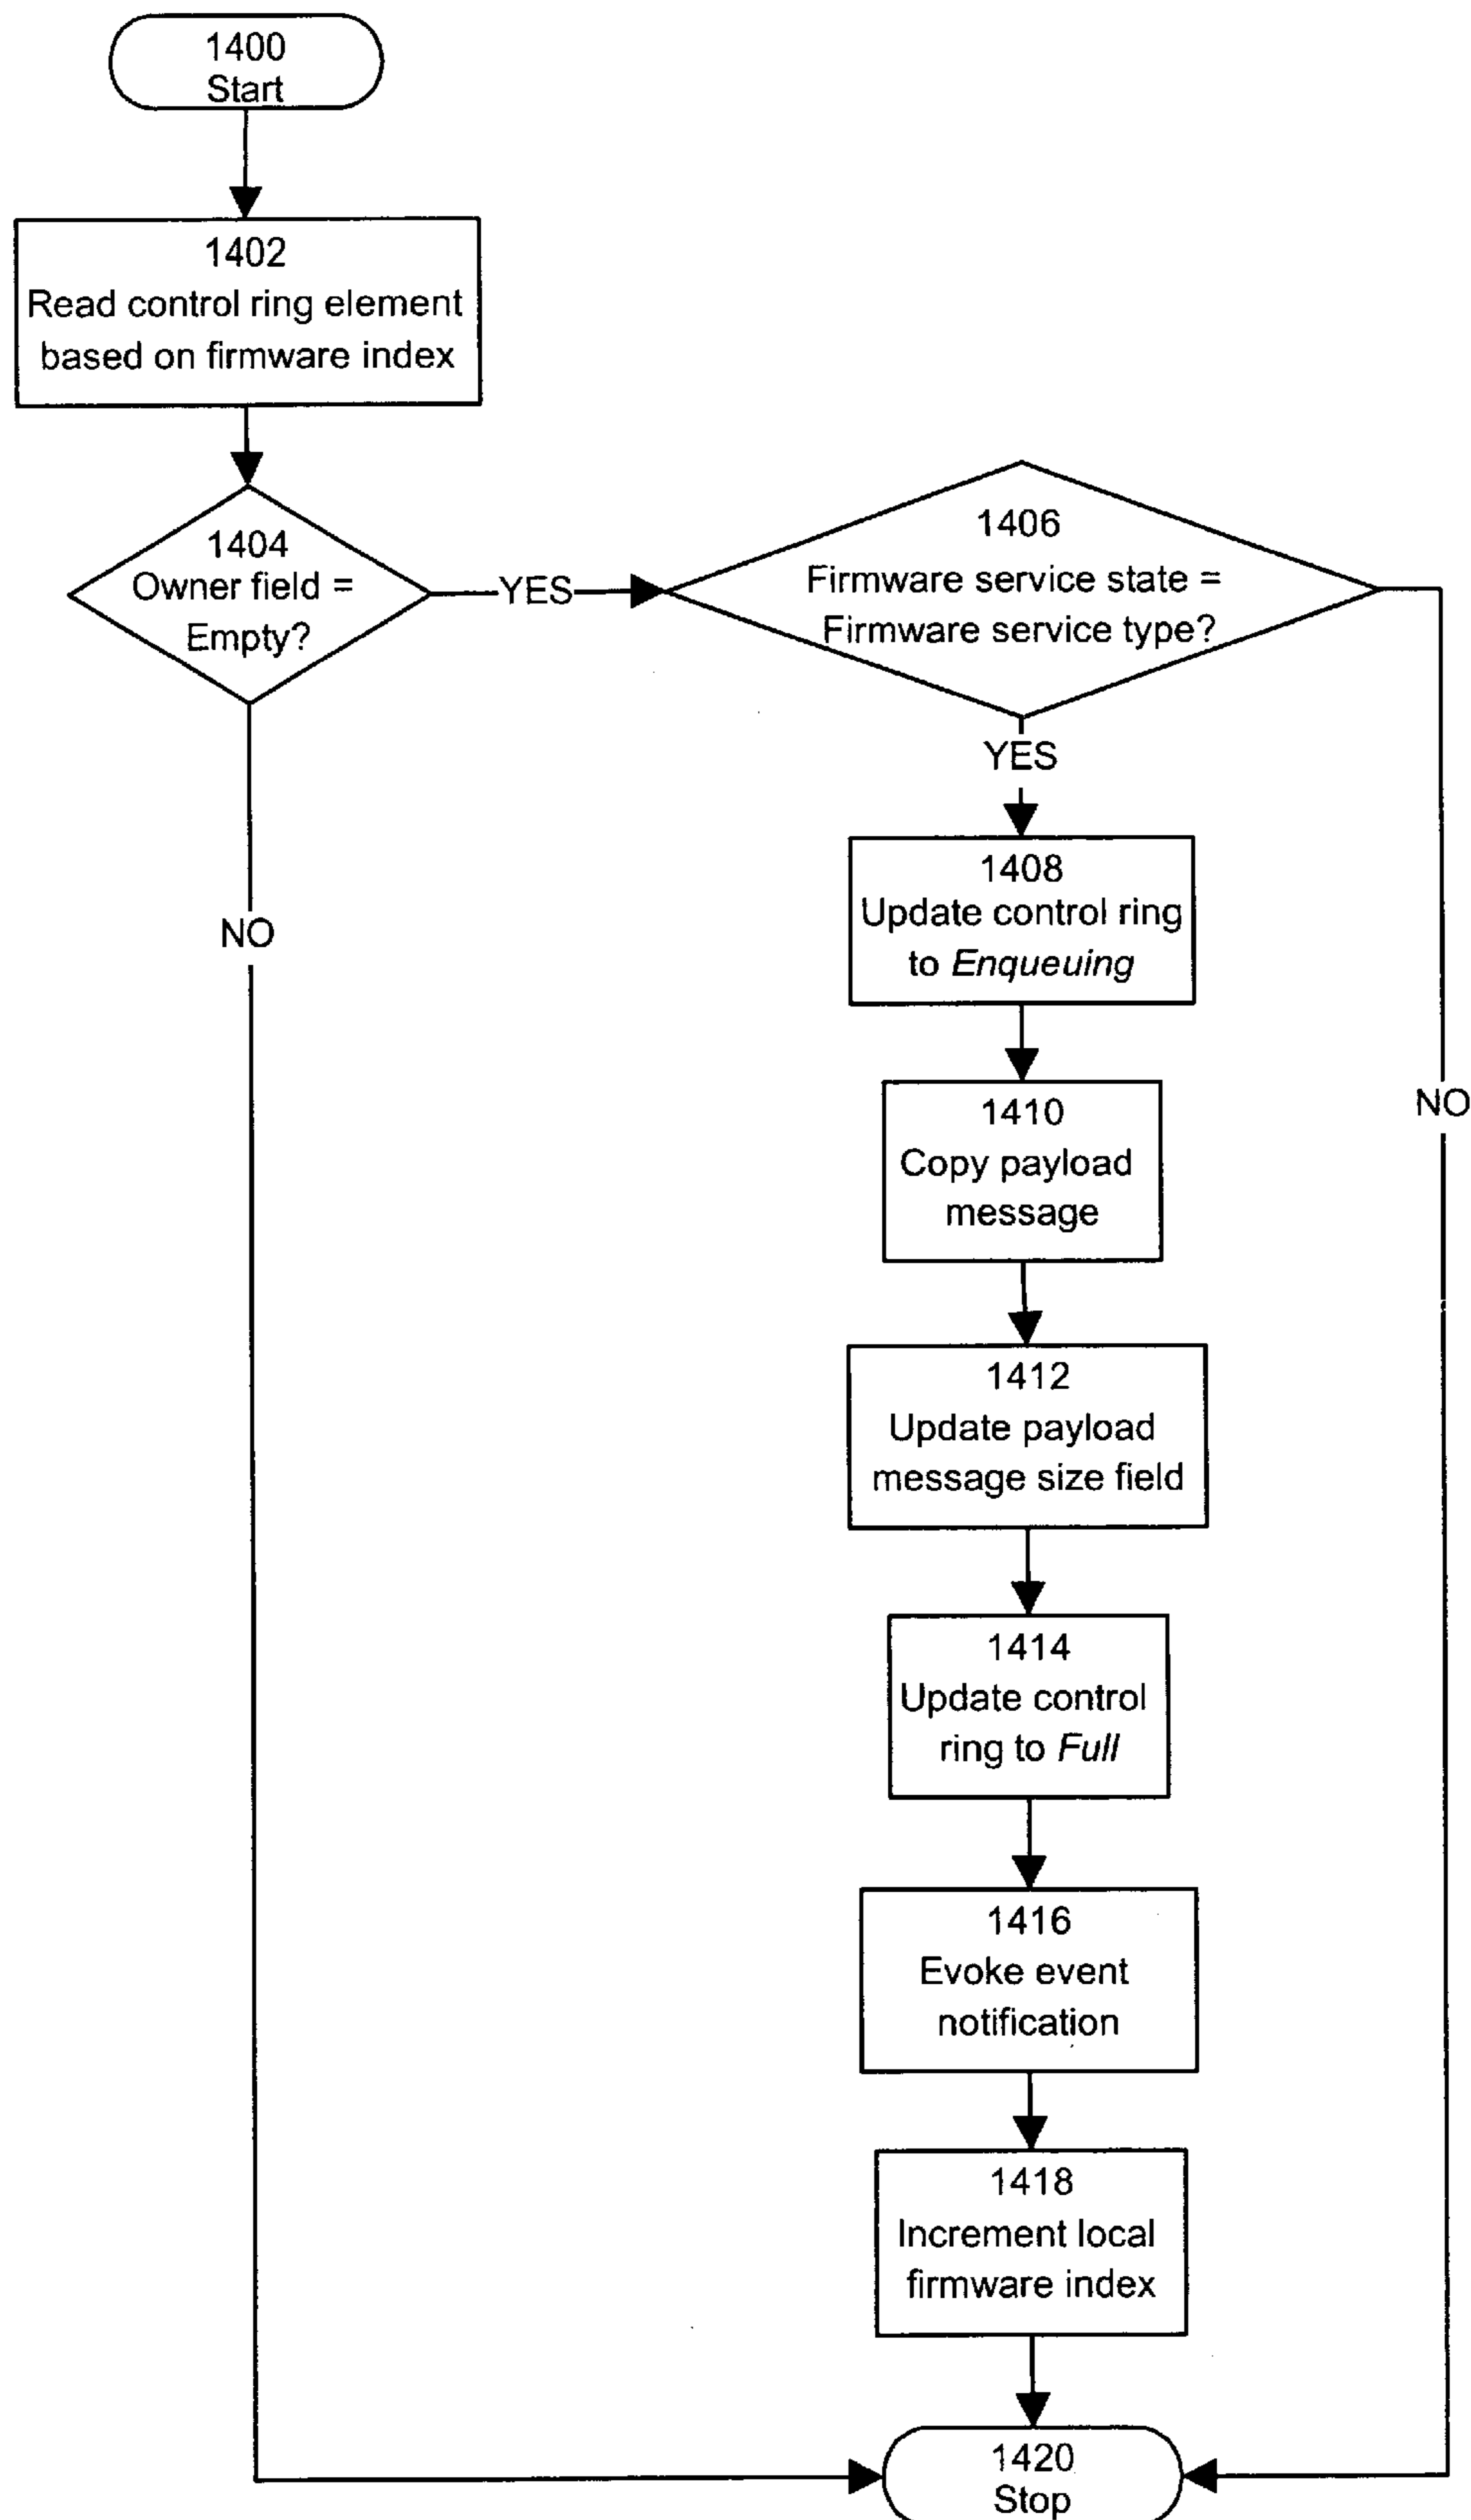 1400
Start
1402
Read control ring element
based on firmware index
1404
Owner field =
Empty?
YES
1406
Firmware service state =
Firmware service type?
YES
NO
1408
Update control ring
to Enqueuing
1410
Copy payload
message
NO
1412
Update payload
message size field
1414
Update control
ring to Full
1416
Evoke event
notification
1418
Increment local
firmware index
1420
Stop